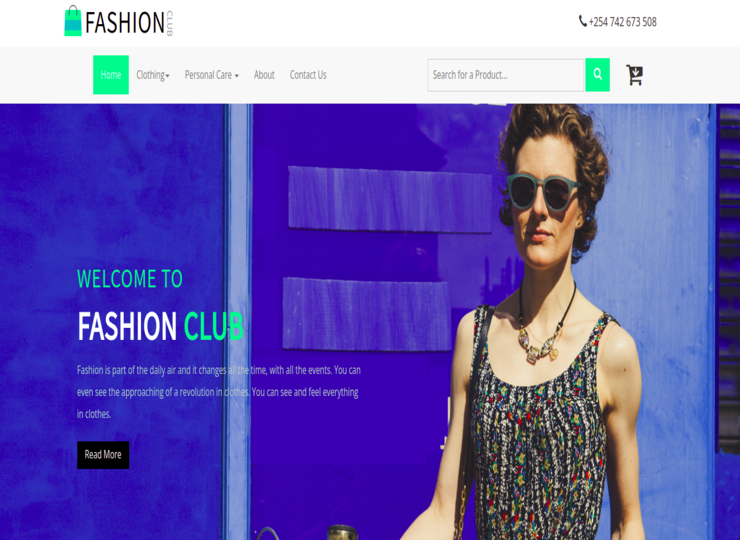 FASHION
CLUB
+254 742 673 508
Home
Clothing
Personal Care
About
Contact Us
Search for a Product...
WELCOME TO
FASHION CLUB
Fashion is part of the daily air and it changes all the time, with all the events. You can
even see the approaching of a revolution in clothes. You can see and feel everything
in clothes.
Read More